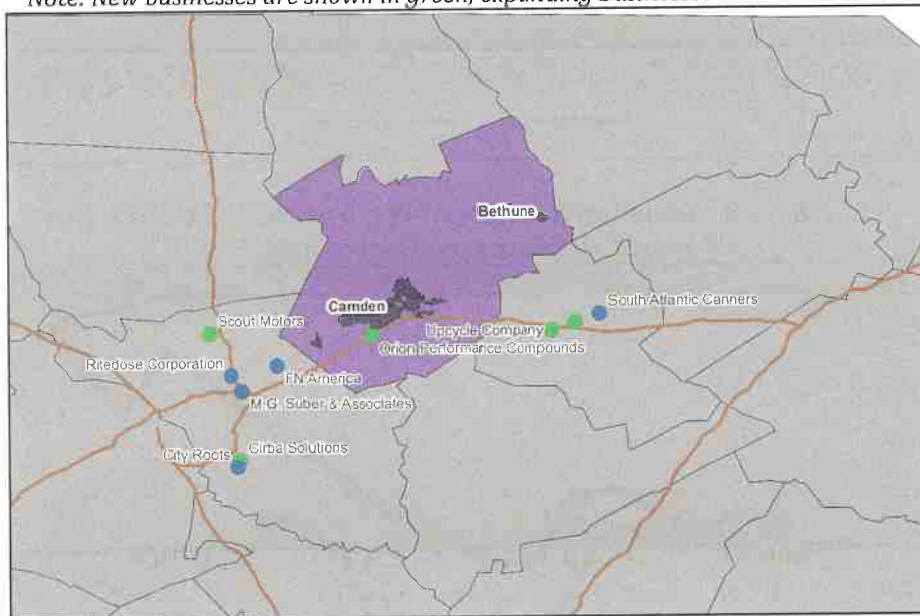 Note: New businesses are shown in green, expanding
Bethune
Camden
South Atlantic Canners
Scout Motors
Upcycle Company
Orion Performance Compounds
Ritedose Corporation
FN America
M.G. Suber & Associates
City Roots
Cirba Solutions